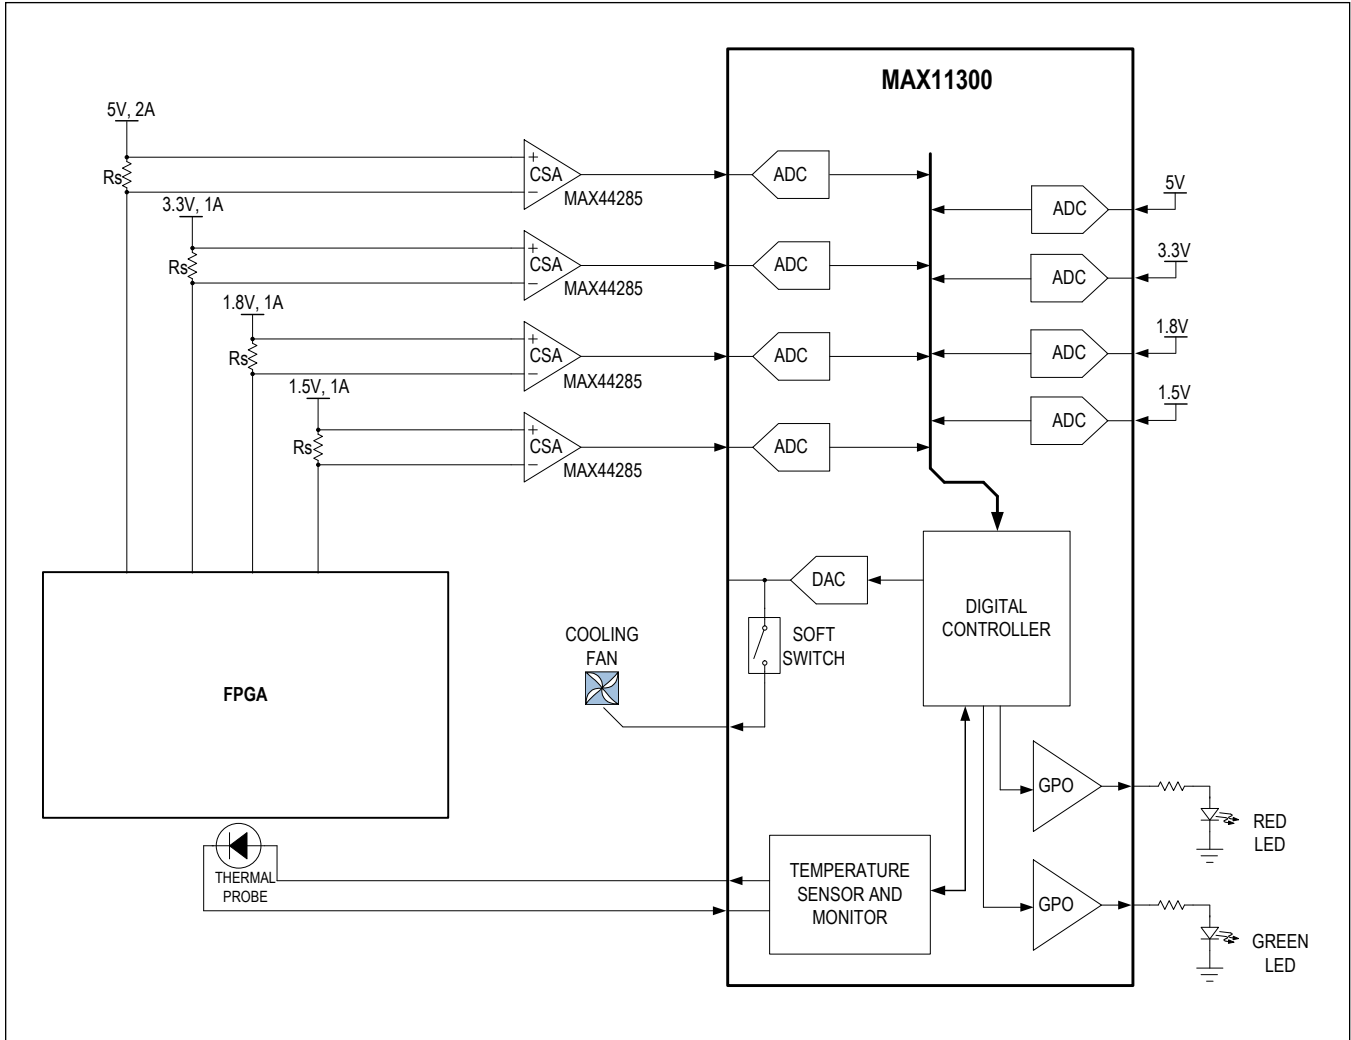 MAX11300
5V, 2A
Rs
+
CSA
−
MAX44285
ADC
ADC
5V
3.3V, 1A
Rs
+
CSA
−
MAX44285
ADC
ADC
3.3V
1.8V, 1A
Rs
+
CSA
−
MAX44285
ADC
ADC
1.8V
1.5V, 1A
Rs
+
CSA
−
MAX44285
ADC
ADC
1.5V
FPGA
COOLING
FAN
DAC
SOFT
SWITCH
DIGITAL
CONTROLLER
GPO
RED
LED
THERMAL
PROBE
TEMPERATURE
SENSOR AND
MONITOR
GPO
GREEN
LED